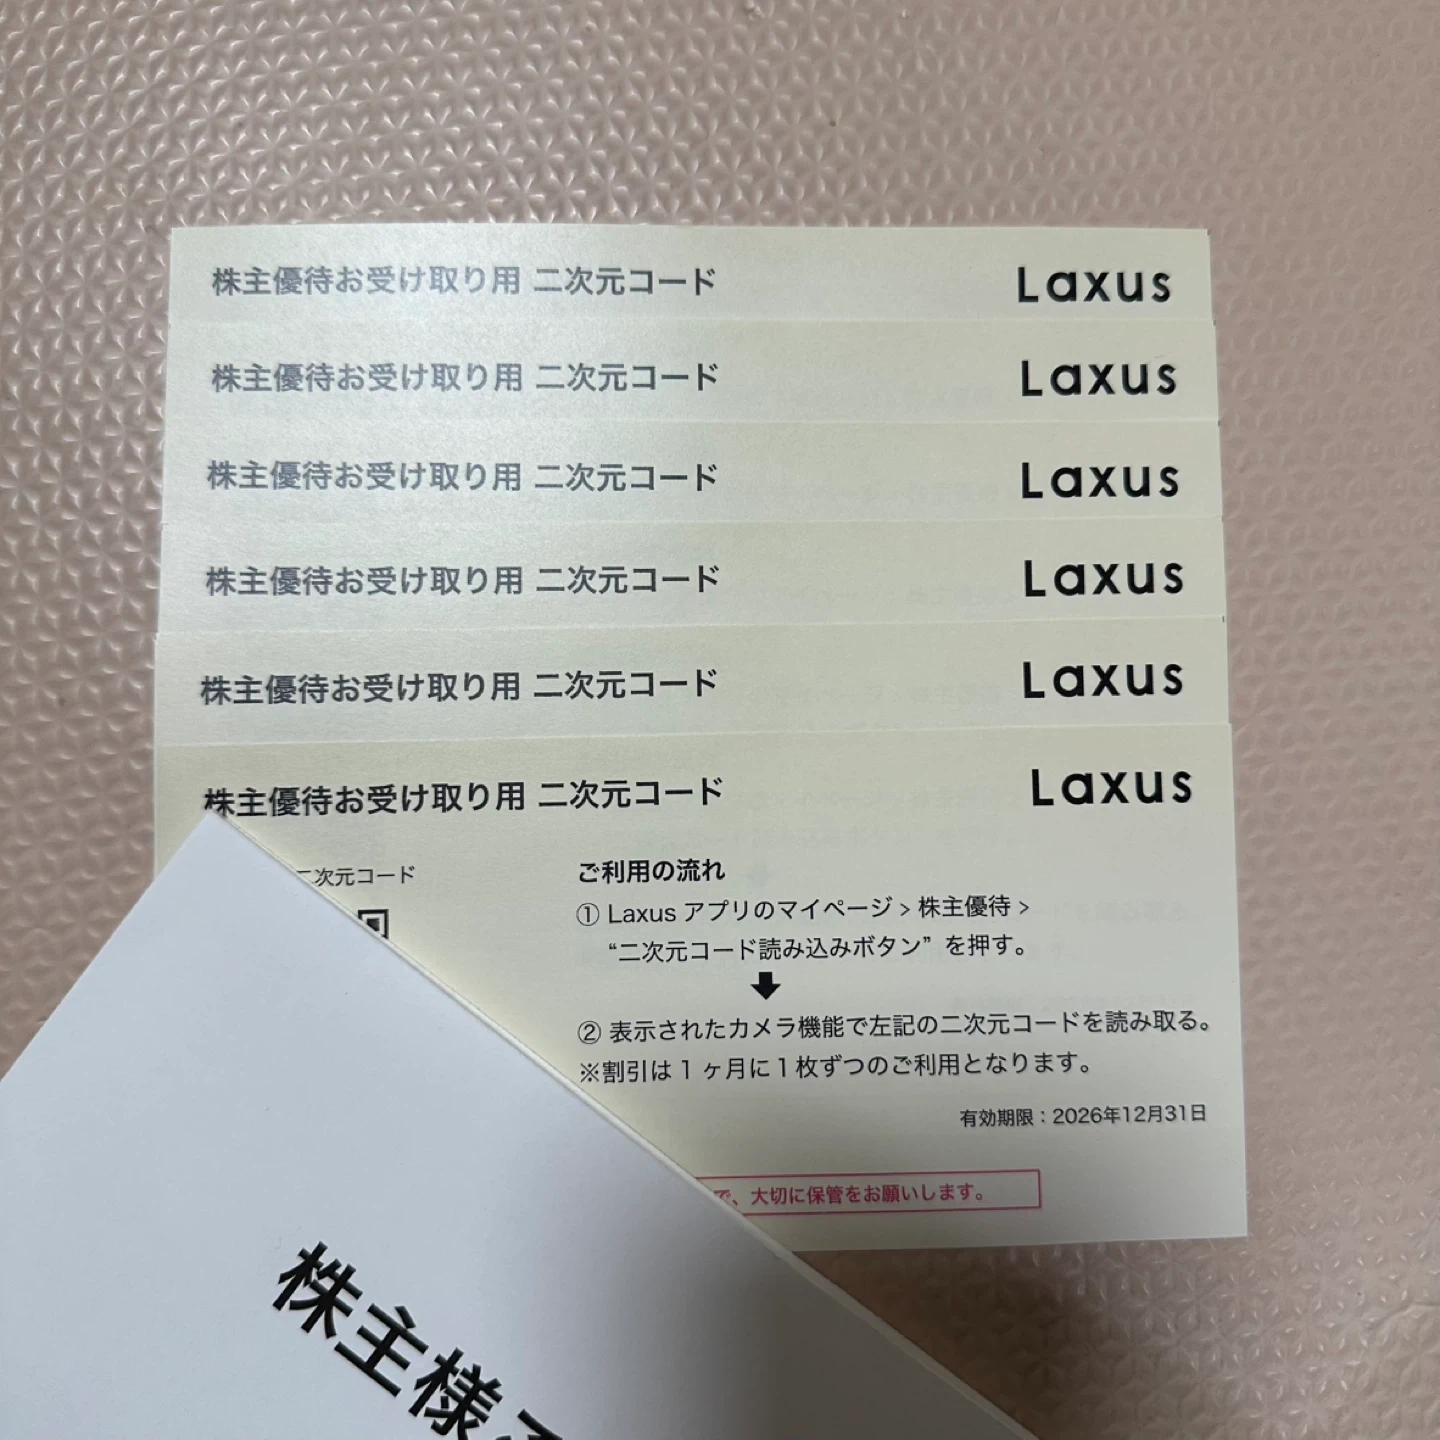 株主優待お受け取り用 二次元コード Laxus
株主優待お受け取り用 二次元コード Laxus
株主優待お受け取り用 二次元コード Laxus
株主優待お受け取り用 二次元コード Laxus
株主優待お受け取り用 二次元コード Laxus
株主優待お受け取り用 二次元コード Laxus
二次元コード
ご利用の流れ
① Laxus アプリのマイページ > 株主優待 >
“二次元コード読み込みボタン” を押す。
② 表示されたカメラ機能で左記の二次元コードを読み取る。
※割引は1ヶ月に1枚ずつのご利用となります。
有効期限：2026年12月31日
で、大切に保管をお願いします。
株主様